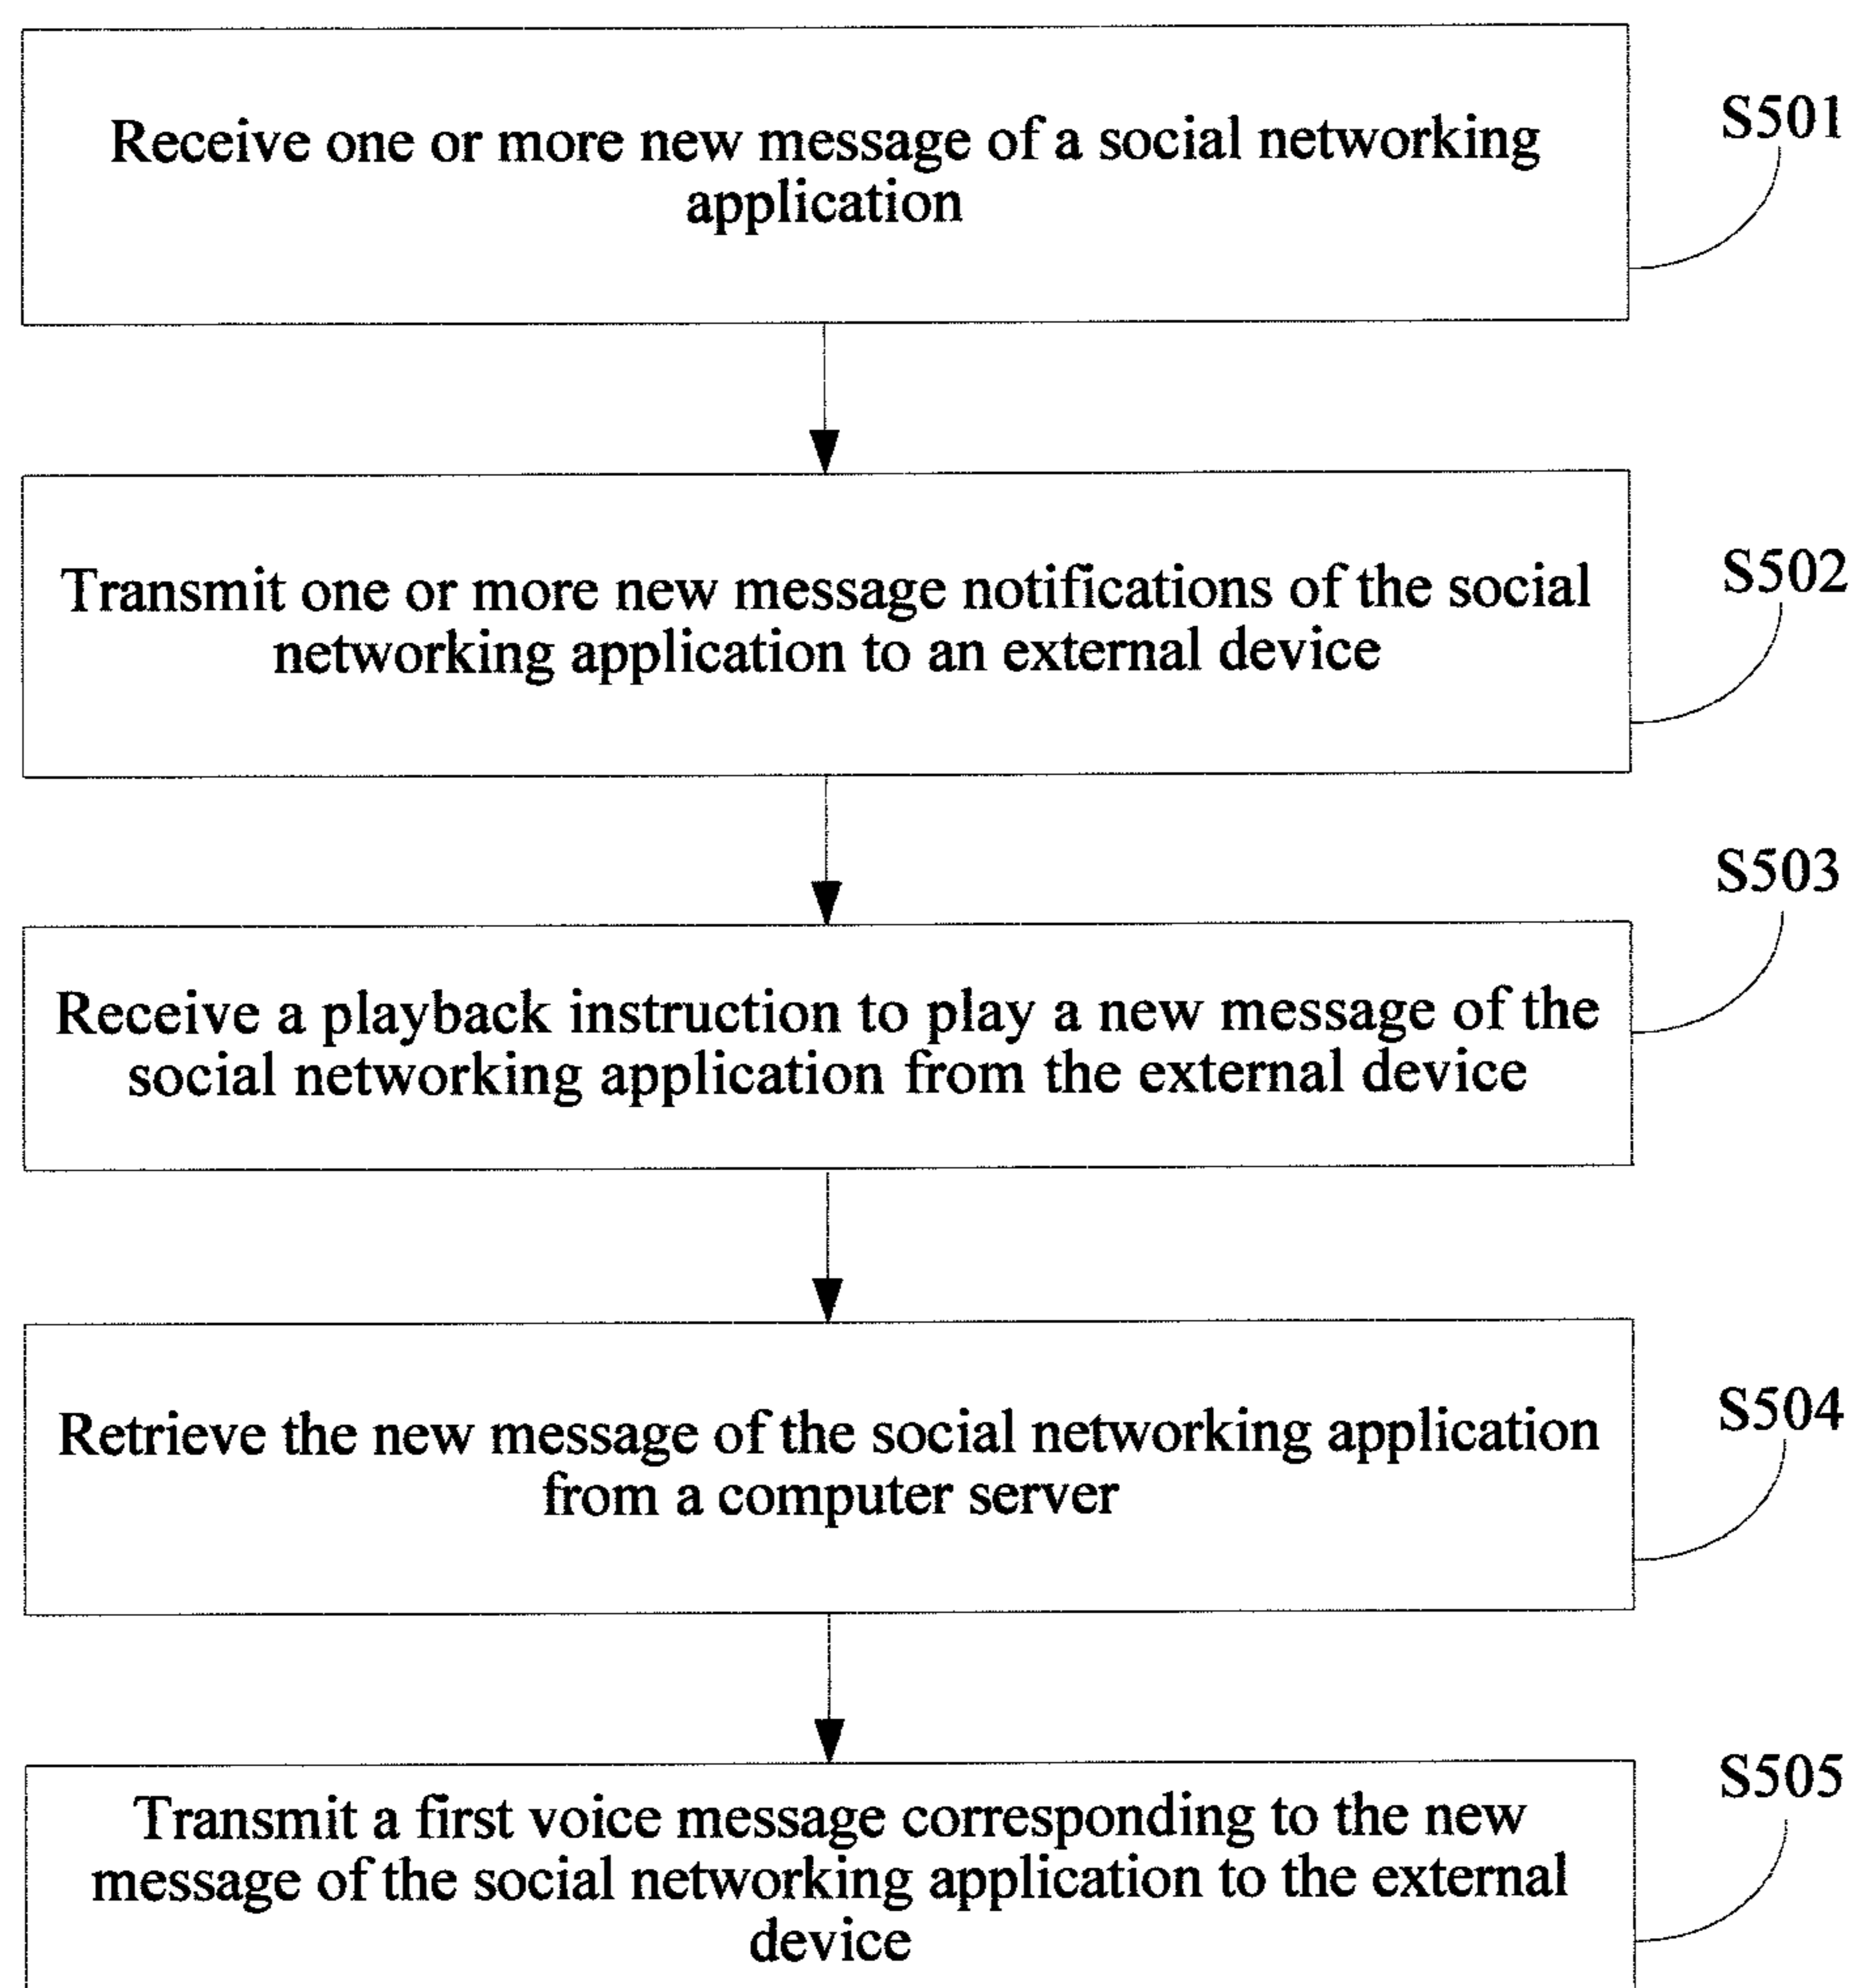 Receive one or more new message of a social networking
application
S501
Transmit one or more new message notifications of the social
networking application to an external device
S502
S503
Receive a playback instruction to play a new message of the
social networking application from the external device
Retrieve the new message of the social networking application
from a computer server
S504
S505
Transmit a first voice message corresponding to the new
message of the social networking application to the external
device